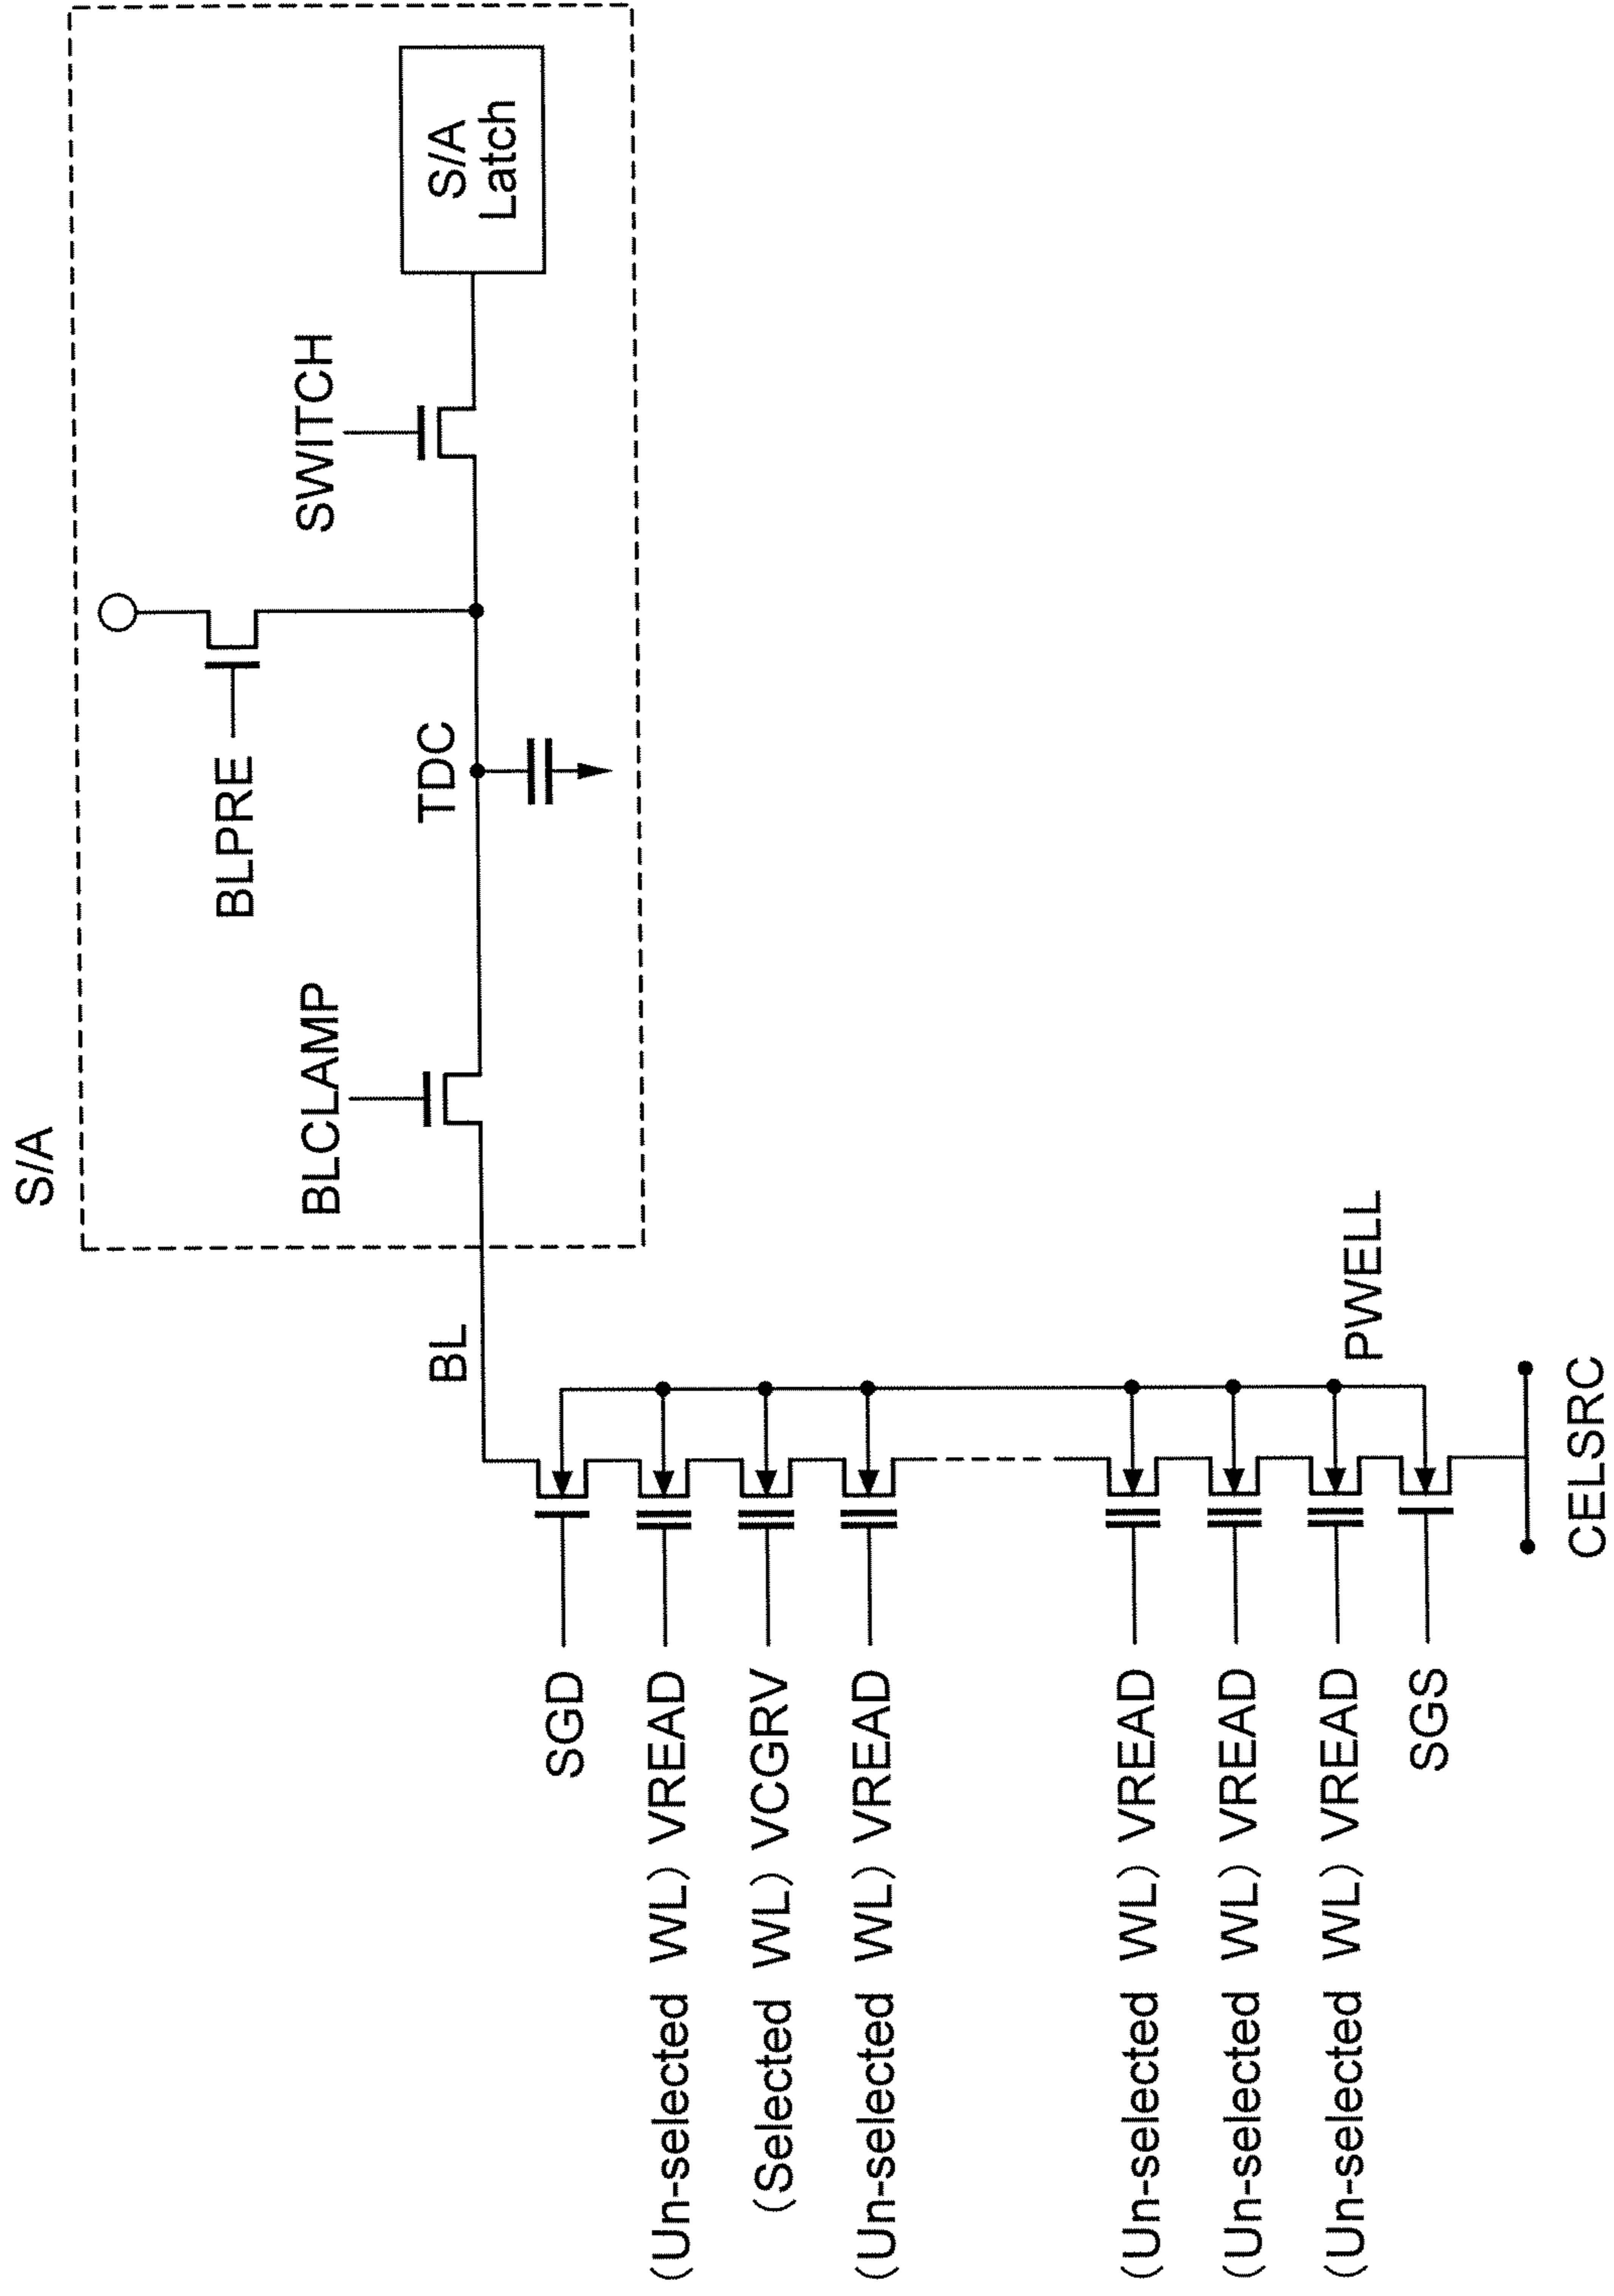 S/A
BLCLAMP
BLPRE
SWITCH
TDC
S/A
Latch
BL
SGD
(Un-selected WL) VREAD
(Selected WL) VCGRV
(Un-selected WL) VREAD
(Un-selected WL) VREAD
(Un-selected WL) VREAD
(Un-selected WL) VREAD
SGS
PWELL
CELSRC